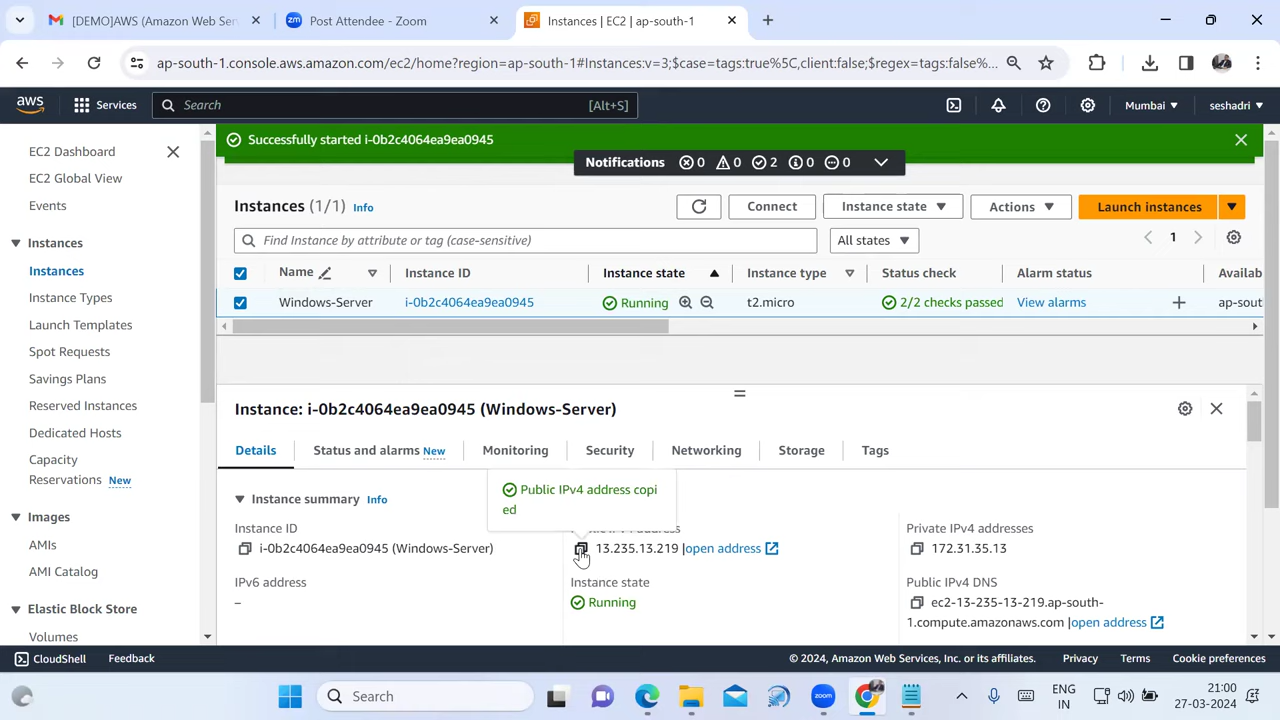 [DEMO]AWS (Amazon Web Ser
Post Attendee - Zoom
Instances | EC2 | ap-south-1
ap-south-1.console.aws.amazon.com/ec2/home?region=ap-south-1#Instances:v=3;$case=tags:true%5C,client:false;$regex=tags:false%...
aws
Services
Search
[Alt+S]
Mumbai
seshadri
EC2 Dashboard
EC2 Global View
Events
Instances
Instances
Instance Types
Launch Templates
Spot Requests
Savings Plans
Reserved Instances
Dedicated Hosts
Capacity
Reservations New
Images
AMIs
AMI Catalog
Elastic Block Store
Volumes
Successfully started i-0b2c4064ea9ea0945
Notifications 0 0 2 0 0
Instances (1/1) Info
Connect
Instance state
Actions
Launch instances
Find Instance by attribute or tag (case-sensitive)
All states
1
Name
Instance ID
Instance state
Instance type
Status check
Alarm status
Availab
Windows-Server
i-0b2c4064ea9ea0945
Running
t2.micro
2/2 checks passed
View alarms
ap-sout
Instance: i-0b2c4064ea9ea0945 (Windows-Server)
Details
Status and alarms New
Monitoring
Security
Networking
Storage
Tags
Public IPv4 address copi
ed
Instance summary Info
Instance ID
i-0b2c4064ea9ea0945 (Windows-Server)
13.235.13.219 |open address
Private IPv4 addresses
172.31.35.13
IPv6 address
–
Instance state
Running
Public IPv4 DNS
ec2-13-235-13-219.ap-south-
1.compute.amazonaws.com |open address
CloudShell
Feedback
© 2024, Amazon Web Services, Inc. or its affiliates.
Privacy
Terms
Cookie preferences
Search
zoom
ENG
IN
21:00
27-03-2024